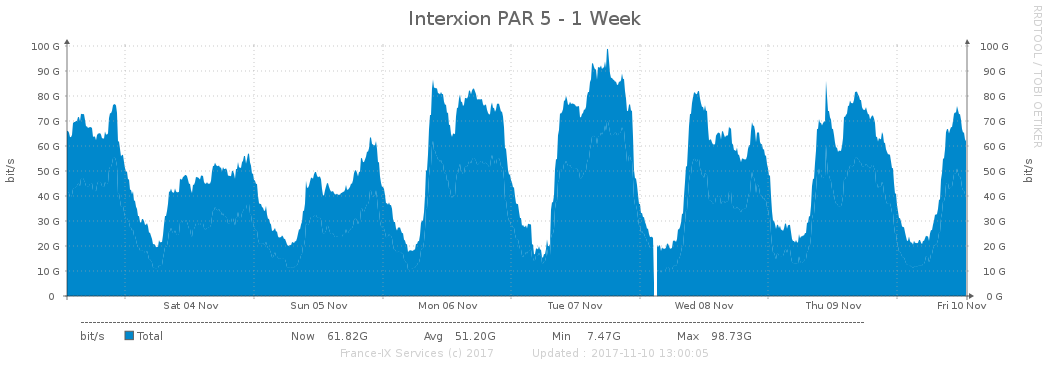 Interxion PAR 5 - 1 Week
RRDTOOL / TOBI OETIKER
bit/s
100 G
90 G
80 G
70 G
60 G
50 G
40 G
30 G
20 G
10 G
0
100 G
90 G
80 G
70 G
60 G
50 G
40 G
30 G
20 G
10 G
0 G
bit/s
Sat 04 Nov Sun 05 Nov Mon 06 Nov Tue 07 Nov Wed 08 Nov Thu 09 Nov Fri 10 Nov
bit/s Total Now 61.82G Avg 51.20G Min 7.47G Max 98.73G
France-IX Services (c) 2017 Updated : 2017-11-10 13:00:05